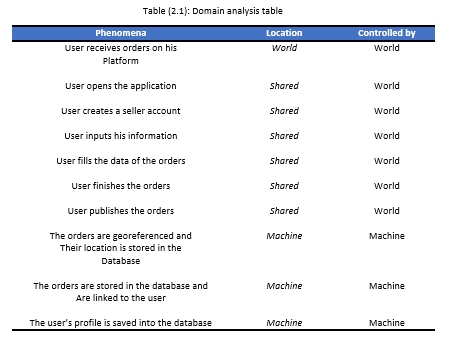 Table (2.1): Domain analysis table
Phenomena Location Controlled by
User receives orders on his World World
Platform
User opens the application Shared World
User creates a seller account Shared World
User inputs his information Shared World
User fills the data of the orders Shared World
User finishes the orders Shared World
User publishes the orders Shared World
The orders are georeferenced and Machine Machine
Their location is stored in the
Database
The orders are stored in the database and Machine Machine
Are linked to the user
The user's profile is saved into the database Machine Machine